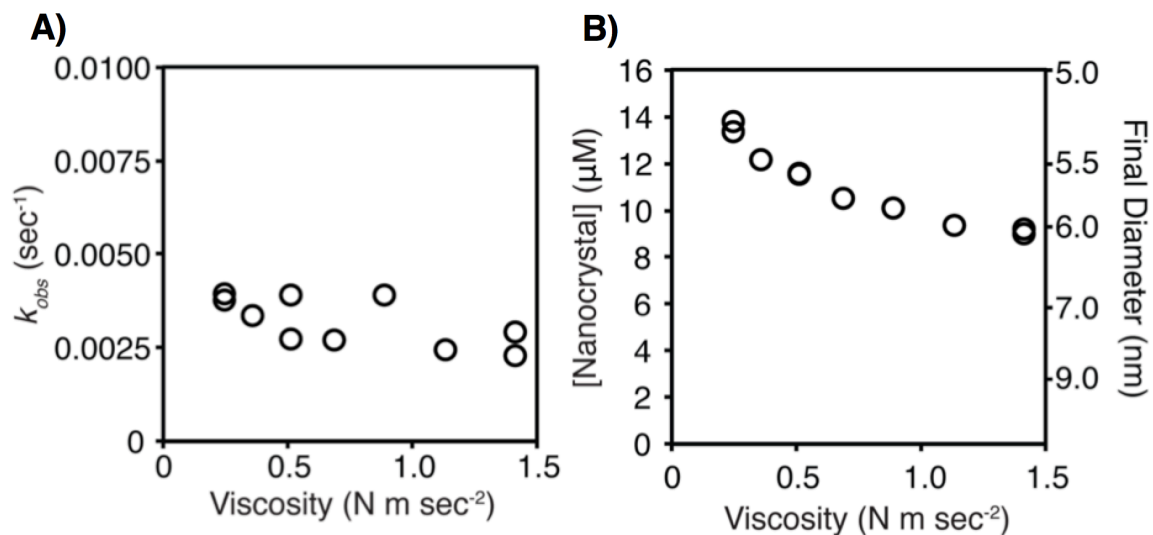 A)
0.0100
0.0075
0.0050
0.0025
0
k_obs (sec⁻¹)
0 0.5 1.0 1.5
Viscosity (N m sec⁻²)
B)
16
14
12
10
8
6
4
2
0
[Nanocrystal] (µM)
5.0
5.5
6.0
7.0
9.0
Final Diameter (nm)
0 0.5 1.0 1.5
Viscosity (N m sec⁻²)